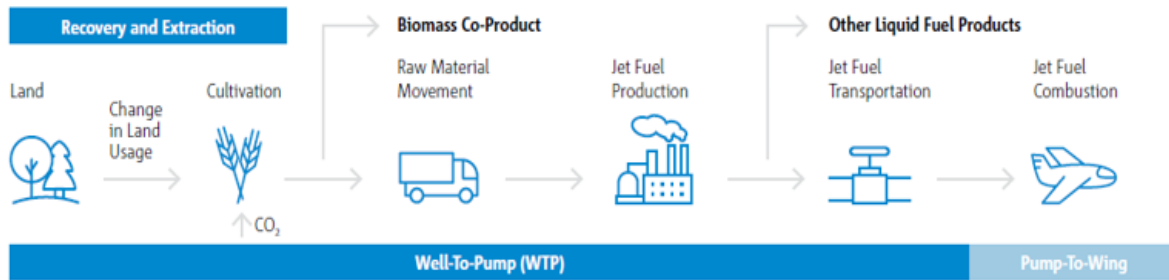 Recovery and Extraction
Biomass Co-Product
Other Liquid Fuel Products
Land
Change
in Land
Usage
Cultivation
CO₂
Raw Material
Movement
Jet Fuel
Production
Jet Fuel
Transportation
Jet Fuel
Combustion
Well-To-Pump (WTP)
Pump-To-Wing